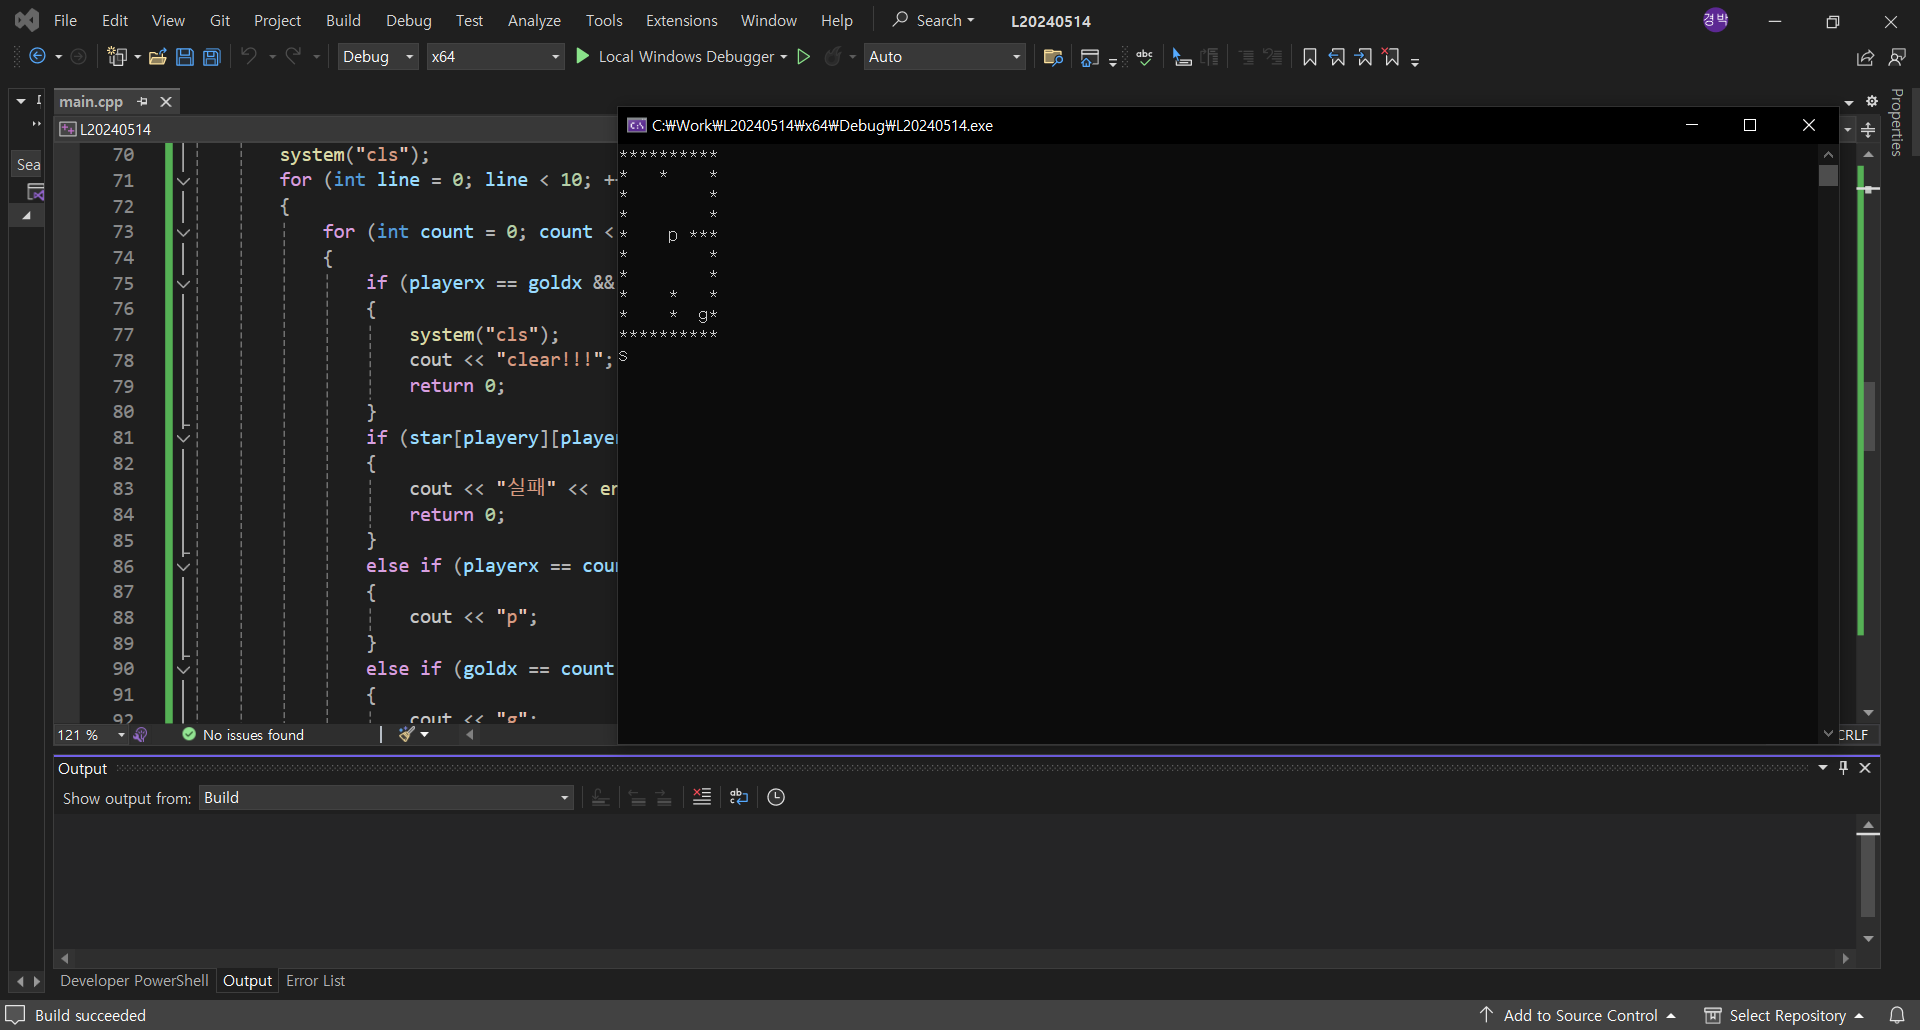 File Edit View Git Project Build Debug Test Analyze Tools Extensions Window Help Search L20240514 경박
Debug x64 Local Windows Debugger Auto
main.cpp
L20240514
Sea
70 system("cls");
71 for (int line = 0; line < 10; +
72 {
73 for (int count = 0; count <
74 {
75 if (playerx == goldx &&
76 {
77 system("cls");
78 cout << "clear!!!";
79 return 0;
80 }
81 if (star[playery][playe
82 {
83 cout << "실패" << en
84 return 0;
85 }
86 else if (playerx == cou
87 {
88 cout << "p";
89 }
90 else if (goldx == count
91 {
92 cout << "g";
C:₩Work₩L20240514₩x64₩Debug₩L20240514.exe
**********
*   *    *
*        *
*        *
*    p ***
*        *
*        *
*    *   *
*    *  g*
**********
s
Properties
121 % No issues found CRLF
Output
Show output from: Build
Developer PowerShell Output Error List
Build succeeded Add to Source Control Select Repository